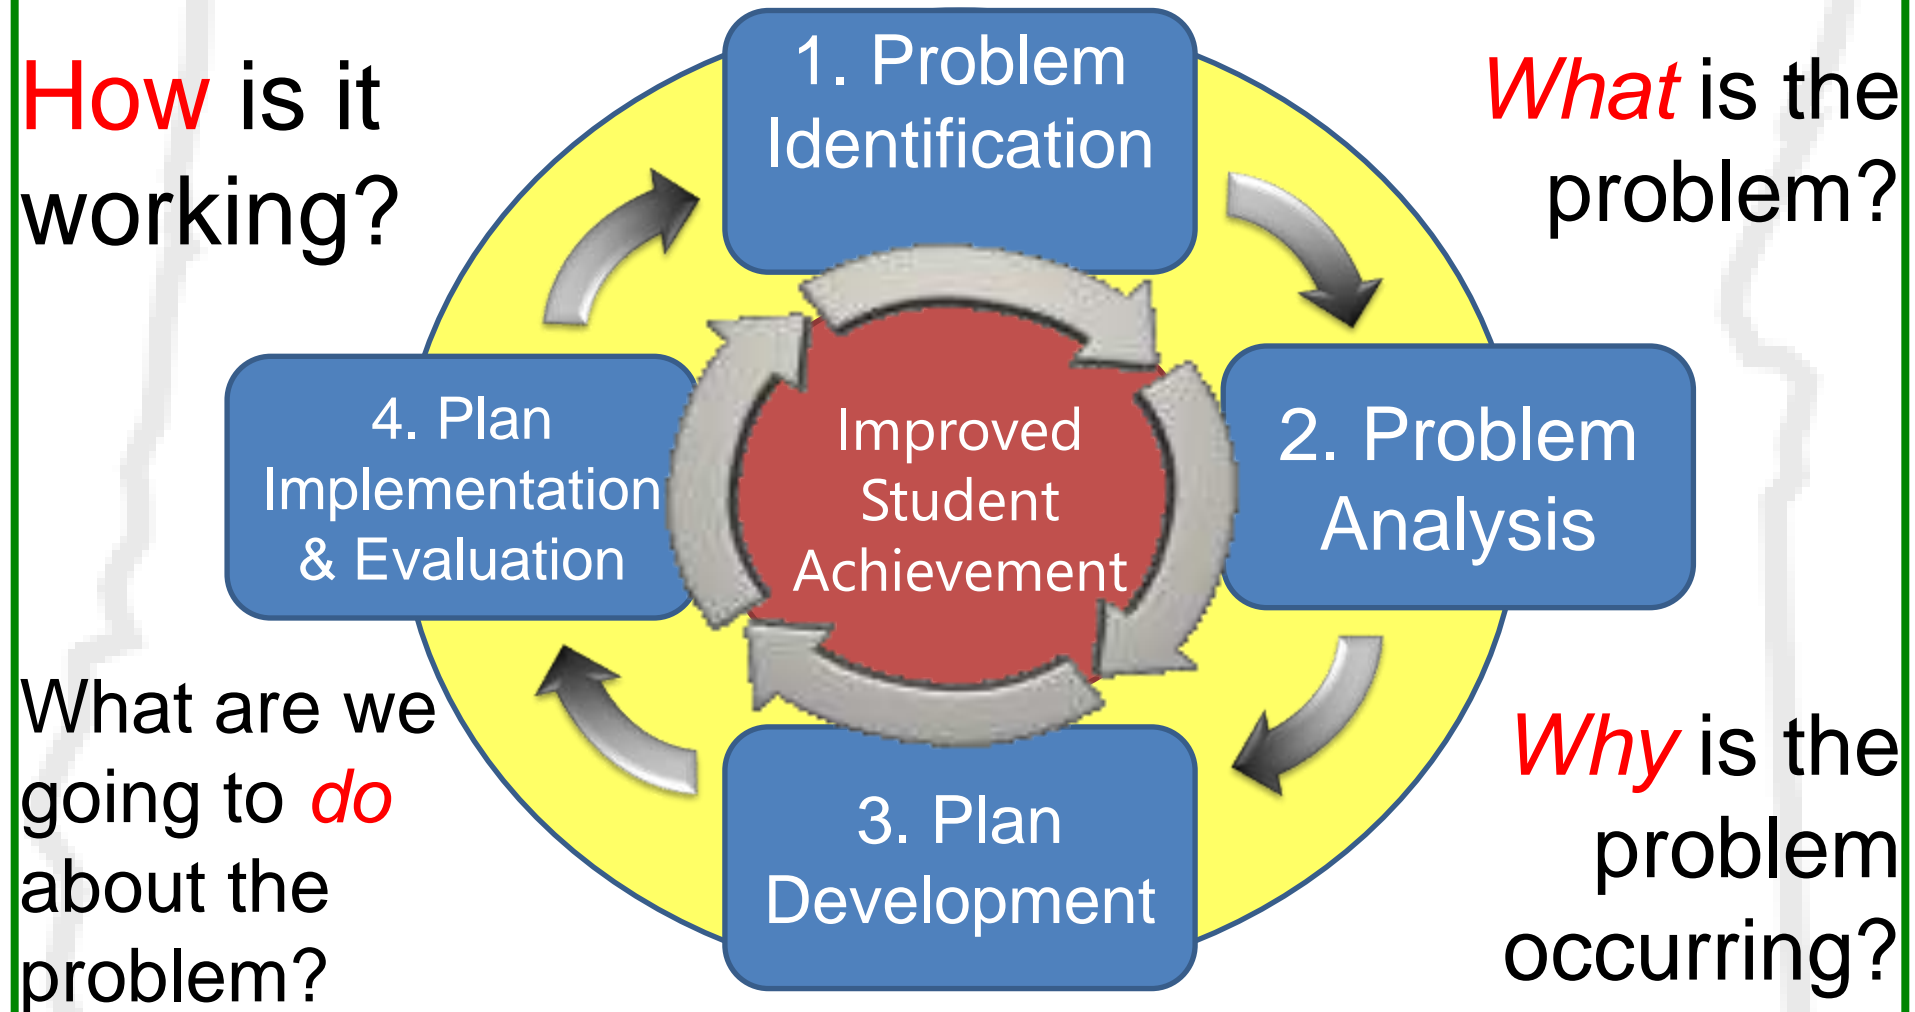 1. Problem
Identification
What is the
problem?
2. Problem
Analysis
Why is the
problem
occurring?
3. Plan
Development
What are we
going to do
about the
problem?
4. Plan
Implementation
& Evaluation
How is it
working?
Improved
Student
Achievement